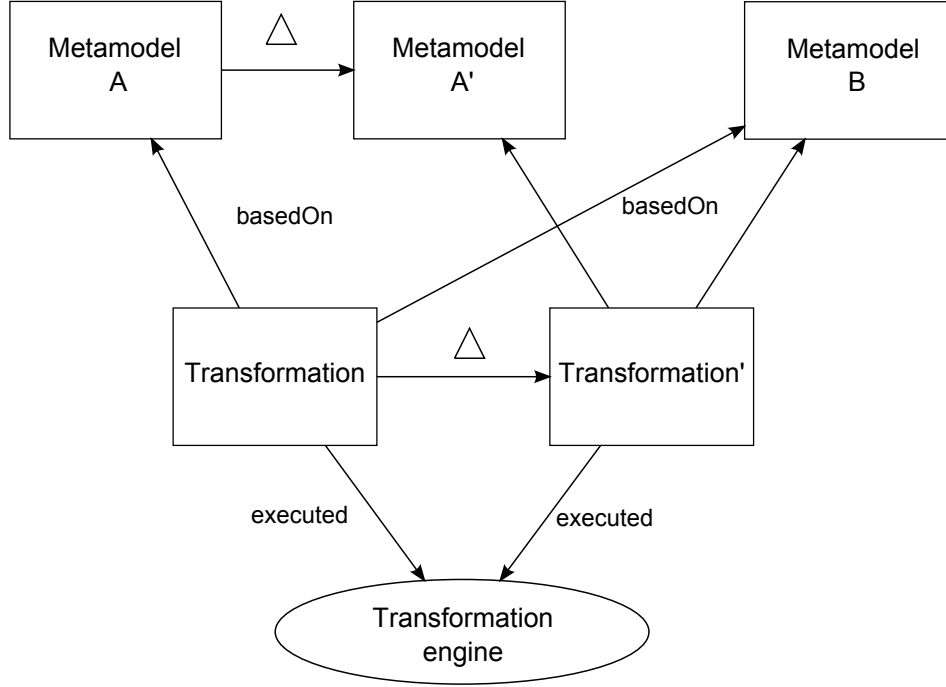 Metamodel
A
△
Metamodel
A'
Metamodel
B
basedOn
basedOn
Transformation
△
Transformation'
executed
executed
Transformation
engine